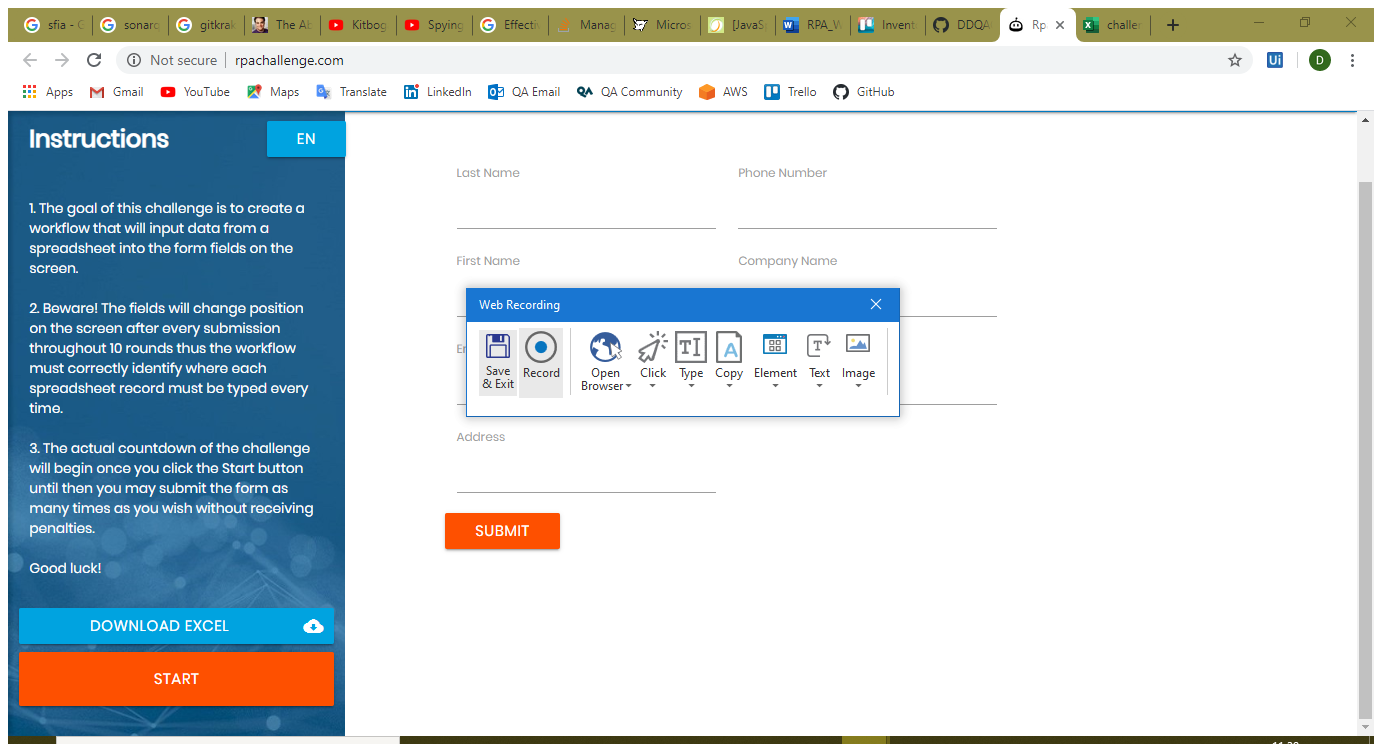 sfia - G
sonarq
gitkrak
The Ab
Kitbog
Spying
Effecti
Manag
Micros
[JavaS
RPA_W
Invent
DDQA
Rp
challer
Not secure
rpachallenge.com
Ui
D
Apps
Gmail
YouTube
Maps
Translate
LinkedIn
QA Email
QA Community
AWS
Trello
GitHub
Instructions
EN
1. The goal of this challenge is to create a
workflow that will input data from a
spreadsheet into the form fields on the
screen.
2. Beware! The fields will change position
on the screen after every submission
throughout 10 rounds thus the workflow
must correctly identify where each
spreadsheet record must be typed every
time.
3. The actual countdown of the challenge
will begin once you click the Start button
until then you may submit the form as
many times as you wish without receiving
penalties.
Good luck!
DOWNLOAD EXCEL
START
Last Name
Phone Number
First Name
Company Name
Web Recording
Save
& Exit
Record
Open
Browser
Click
Type
Copy
Element
Text
Image
Address
SUBMIT